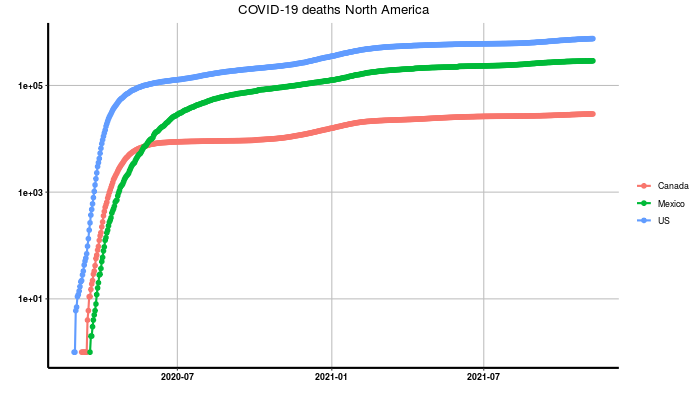 COVID-19 deaths North America
1e+05
1e+03
1e+01
2020-07
2021-01
2021-07
Canada
Mexico
US